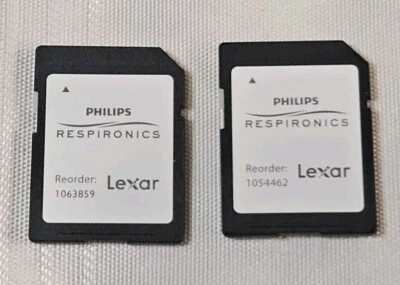 PHILIPS
RESPIRONICS
Reorder:
1063859
Lexar
PHILIPS
RESPIRONICS
Reorder:
1054462
Lexar